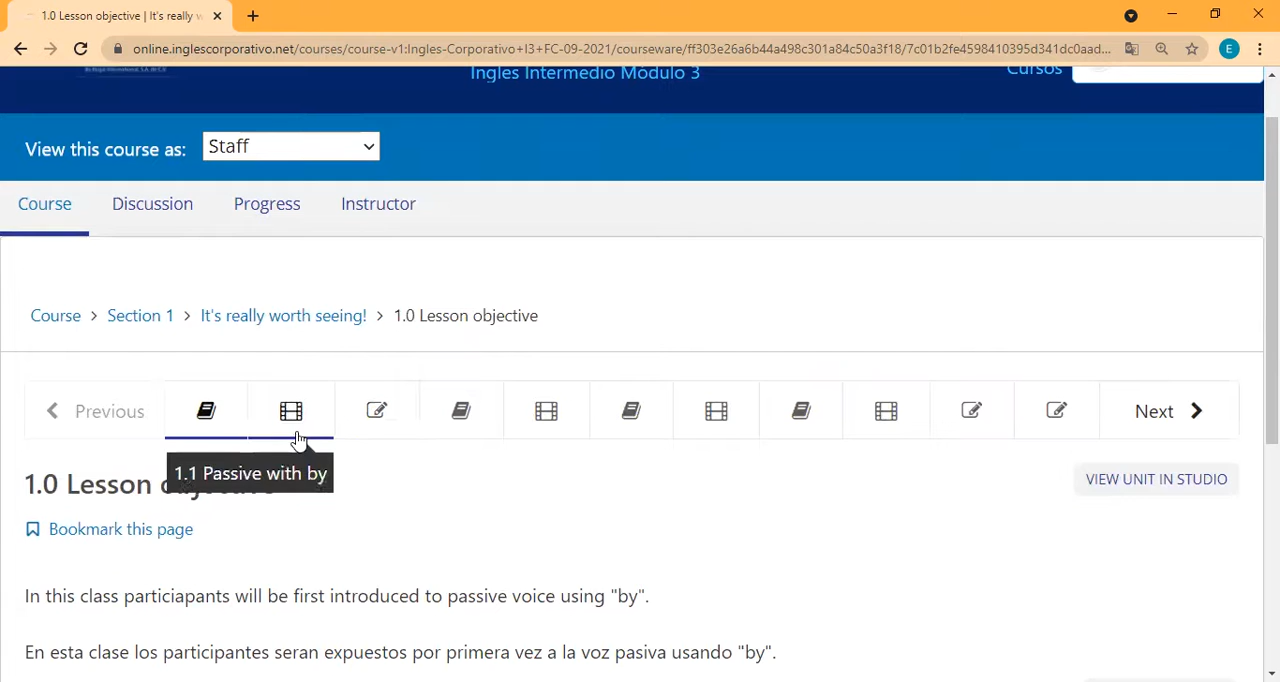 1.0 Lesson objective | It's really w
online.inglescorporativo.net/courses/course-v1:Ingles-Corporativo+I3+FC-09-2021/courseware/ff303e26a6b44a498c301a84c50a3f18/7c01b2fe4598410395d341dc0aad...
E
Ingles Intermedio Módulo 3
Cursos
View this course as: Staff
Course Discussion Progress Instructor
Course > Section 1 > It's really worth seeing! > 1.0 Lesson objective
Previous Next
1.1 Passive with by
1.0 Lesson
VIEW UNIT IN STUDIO
Bookmark this page
In this class particiapants will be first introduced to passive voice using "by".
En esta clase los participantes seran expuestos por primera vez a la voz pasiva usando "by".